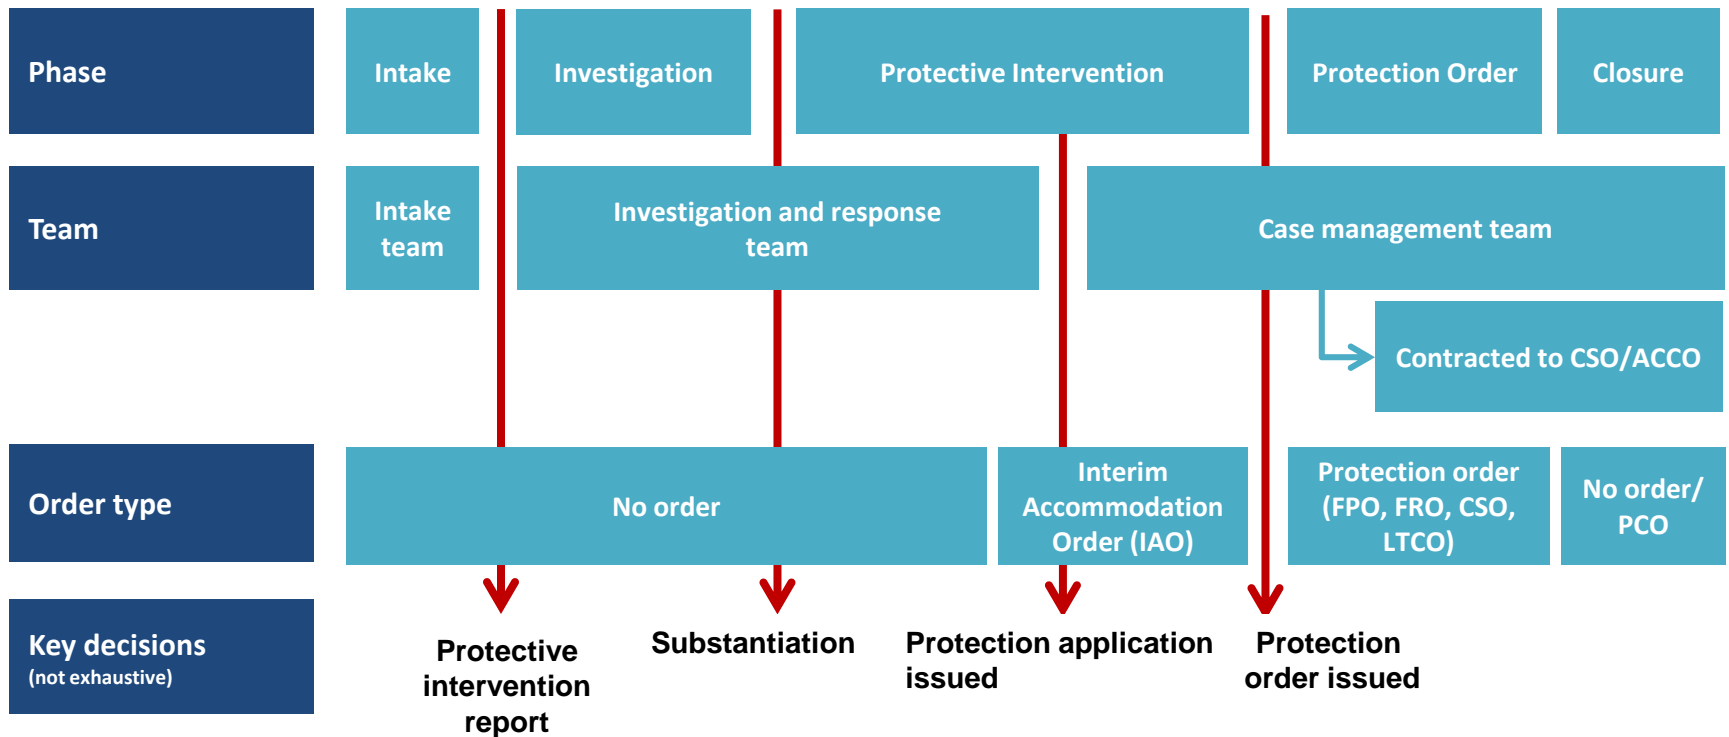 Phase
Intake
Investigation
Protective Intervention
Protection Order
Closure
Team
Intake
team
Investigation and response
team
Case management team
Contracted to CSO/ACCO
Order type
No order
Interim
Accommodation
Order (IAO)
Protection order
(FPO, FRO, CSO,
LTCO)
No order/
PCO
Key decisions
(not exhaustive)
Protective
intervention
report
Substantiation
Protection application
issued
Protection
order issued